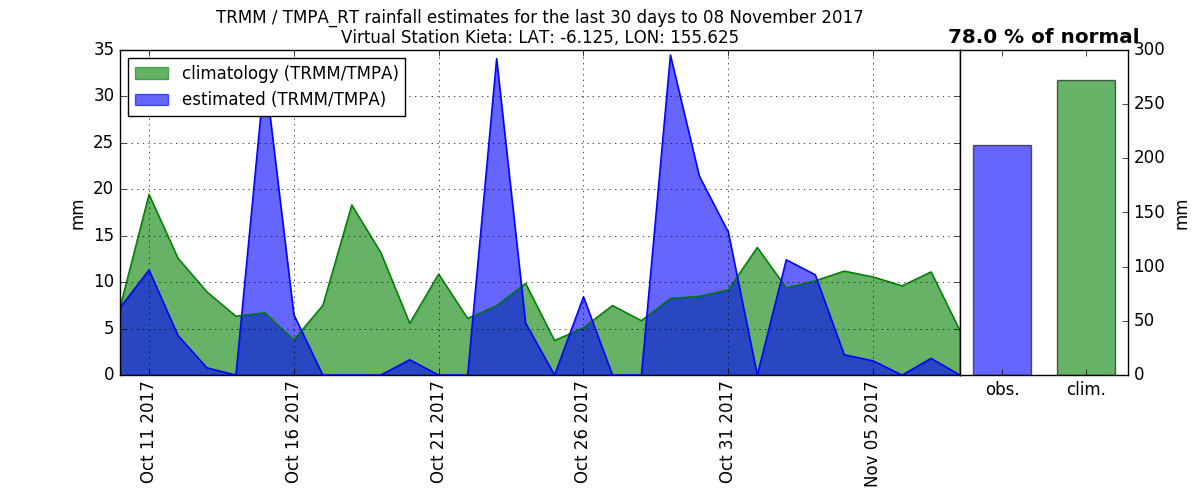 TRMM / TMPA_RT rainfall estimates for the last 30 days to 08 November 2017
Virtual Station Kieta: LAT: -6.125, LON: 155.625
78.0 % of normal
climatology (TRMM/TMPA)
estimated (TRMM/TMPA)
35
30
25
20
15
10
5
0
mm
300
250
200
150
100
50
0
mm
Oct 11 2017
Oct 16 2017
Oct 21 2017
Oct 26 2017
Oct 31 2017
Nov 05 2017
obs.
clim.